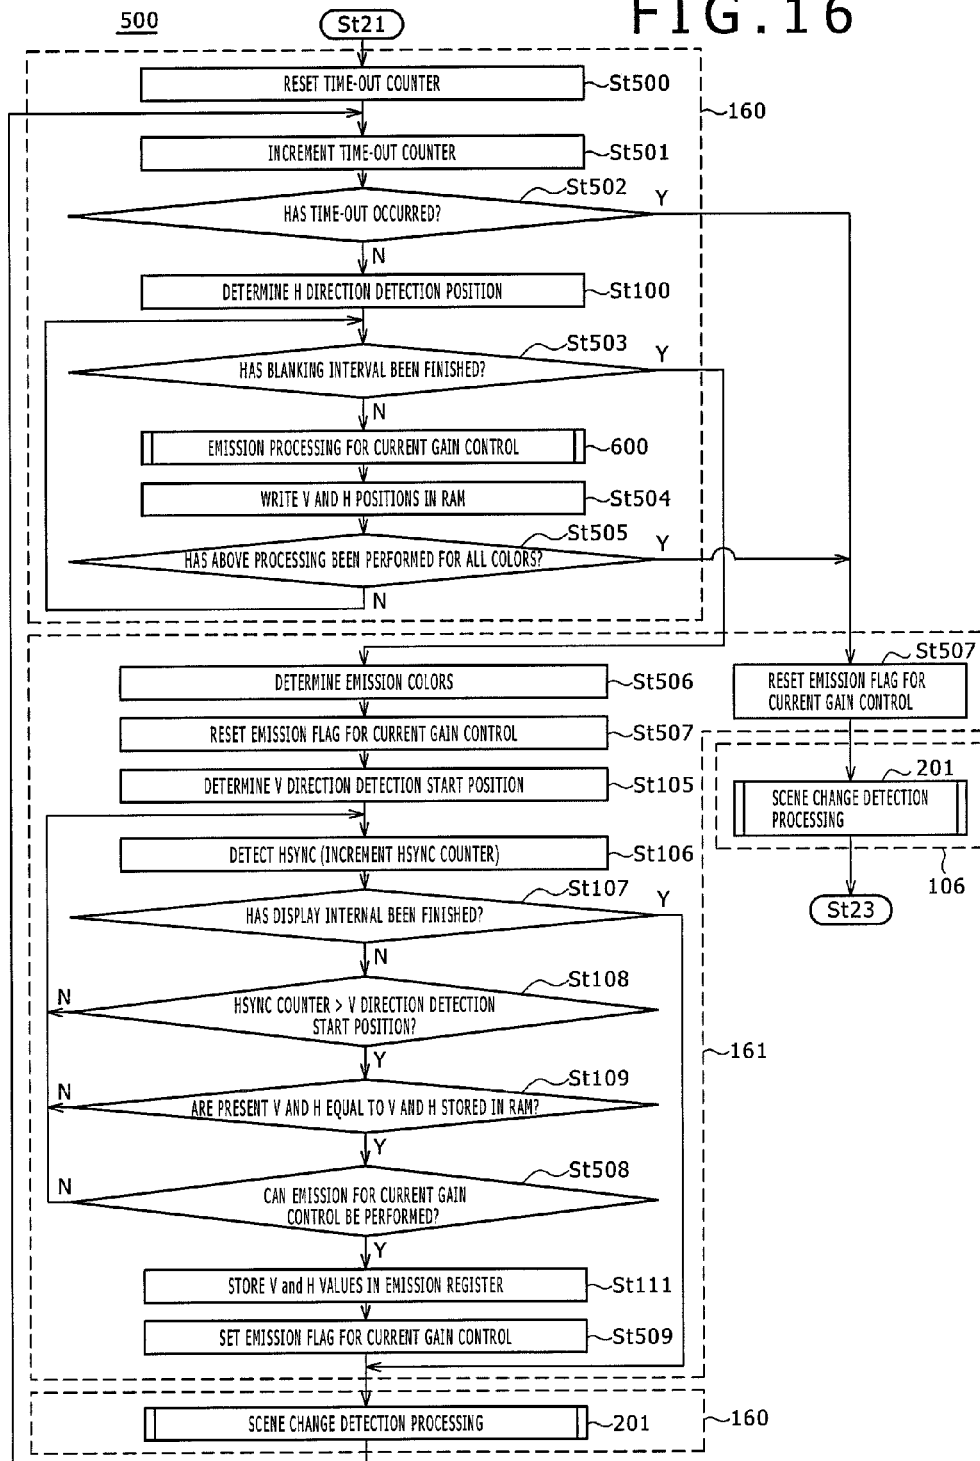 500
St21
FIG.16
RESET TIME-OUT COUNTER
St500
160
INCREMENT TIME-OUT COUNTER
St501
St502
HAS TIME-OUT OCCURRED?
Y
N
DETERMINE H DIRECTION DETECTION POSITION
St100
St503
HAS BLANKING INTERVAL BEEN FINISHED?
Y
N
EMISSION PROCESSING FOR CURRENT GAIN CONTROL
600
WRITE V AND H POSITIONS IN RAM
St504
St505
HAS ABOVE PROCESSING BEEN PERFORMED FOR ALL COLORS?
Y
N
DETERMINE EMISSION COLORS
St506
RESET EMISSION FLAG FOR CURRENT GAIN CONTROL
St507
DETERMINE V DIRECTION DETECTION START POSITION
St105
DETECT HSYNC (INCREMENT HSYNC COUNTER)
St106
St107
HAS DISPLAY INTERNAL BEEN FINISHED?
Y
N
St108
HSYNC COUNTER > V DIRECTION DETECTION
START POSITION?
N
Y
St109
ARE PRESENT V AND H EQUAL TO V AND H STORED IN RAM?
N
Y
St508
CAN EMISSION FOR CURRENT GAIN
CONTROL BE PERFORMED?
N
Y
STORE V and H VALUES IN EMISSION REGISTER
St111
SET EMISSION FLAG FOR CURRENT GAIN CONTROL
St509
161
SCENE CHANGE DETECTION PROCESSING
201
160
St507
RESET EMISSION FLAG FOR
CURRENT GAIN CONTROL
201
SCENE CHANGE DETECTION
PROCESSING
106
St23